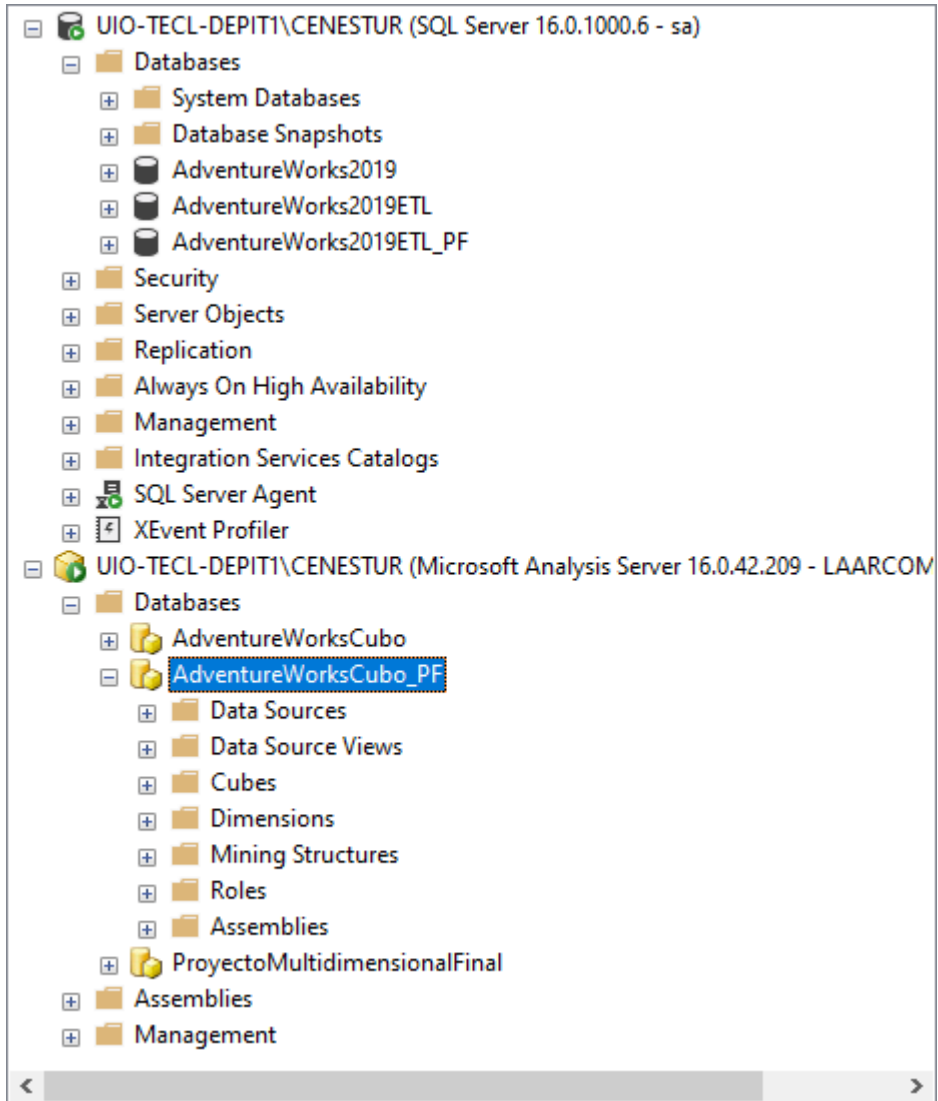 UIO-TECL-DEPIT1\CENESTUR (SQL Server 16.0.1000.6 - sa)
Databases
System Databases
Database Snapshots
AdventureWorks2019
AdventureWorks2019ETL
AdventureWorks2019ETL_PF
Security
Server Objects
Replication
Always On High Availability
Management
Integration Services Catalogs
SQL Server Agent
XEvent Profiler
UIO-TECL-DEPIT1\CENESTUR (Microsoft Analysis Server 16.0.42.209 - LAARCOM
Databases
AdventureWorksCubo
AdventureWorksCubo_PF
Data Sources
Data Source Views
Cubes
Dimensions
Mining Structures
Roles
Assemblies
ProyectoMultidimensionalFinal
Assemblies
Management